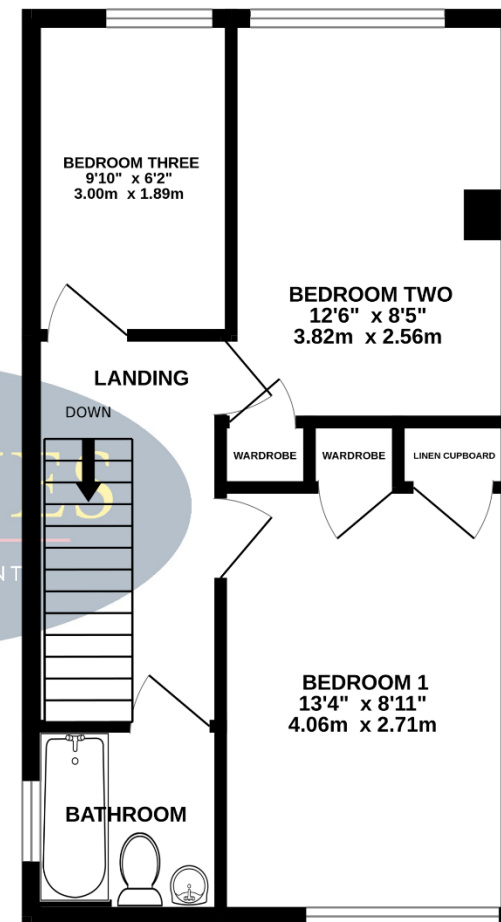 BEDROOM THREE
9'10" x 6'2"
3.00m x 1.89m
BEDROOM TWO
12'6" x 8'5"
3.82m x 2.56m
LANDING
DOWN
WARDROBE
WARDROBE
LINEN CUPBOARD
BEDROOM 1
13'4" x 8'11"
4.06m x 2.71m
BATHROOM